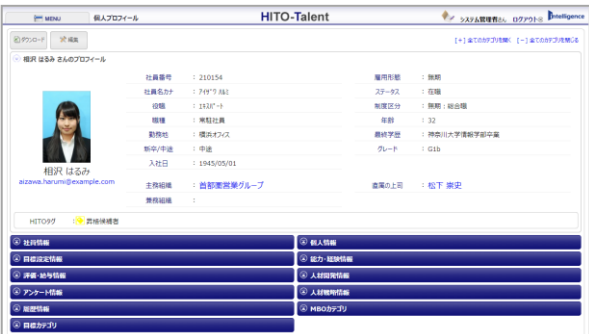 MENU 個人プロフィール HITO-Talent システム管理者さん ログアウト Intelligence
ダウンロード 編集 [+] 全てのカテゴリを開く [-] 全てのカテゴリを閉じる
相沢 はるみ さんのプロフィール
社員番号 : 210154 雇用形態 : 無期
社員名カナ : アイザワ ハルミ ステータス : 在職
役職 : エキスパート 制度区分 : 無期:総合職
職種 : 常駐社員 年齢 : 32
勤務地 : 横浜オフィス 最終学歴 : 神奈川大学情報学部卒業
新卒/中途 : 中途 グレード : G1b
入社日 : 1945/05/01
相沢 はるみ
aizawa.harumi@example.com
主務組織 : 首都圏営業グループ 直属の上司 : 松下 崇史
兼務組織 :
HITOタグ : 昇格候補者
社員情報 個人情報
目標設定情報 能力・経験情報
評価・給与情報 人材開発情報
アンケート情報 人材戦略情報
履歴情報 MBOカテゴリ
目標カテゴリ